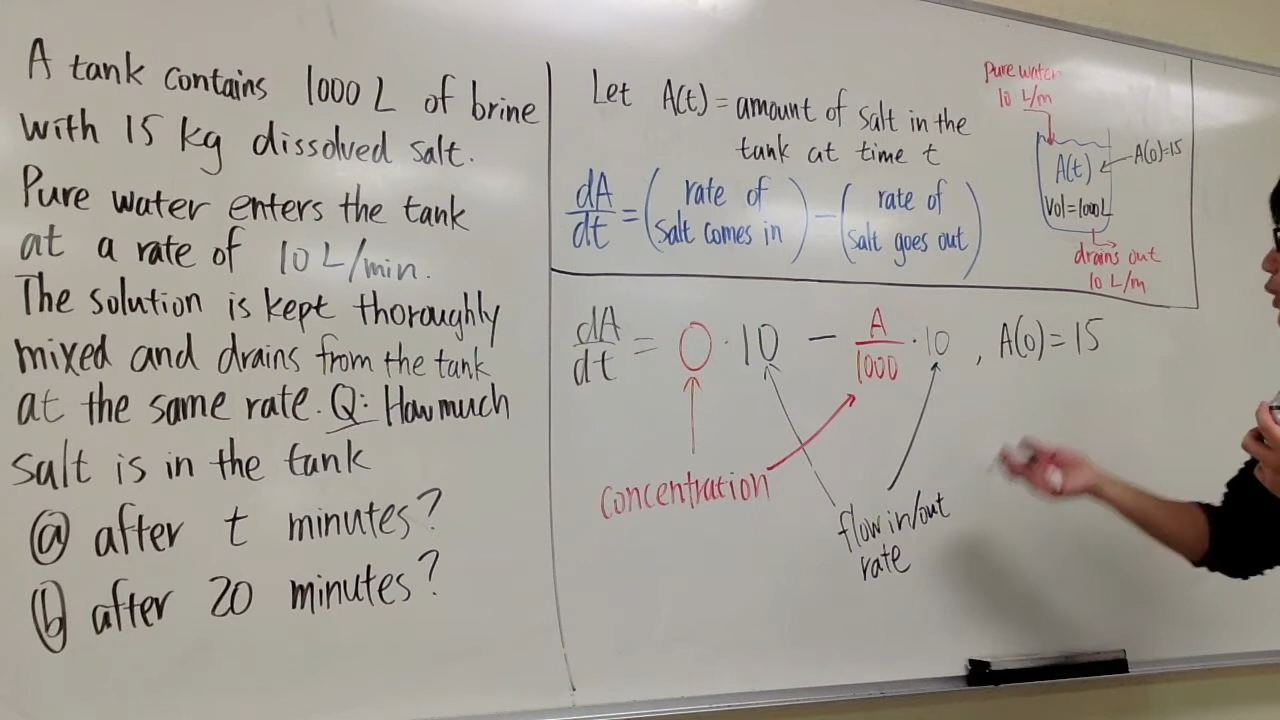 A tank contains 1000 L of brine
with 15 kg dissolved salt.
Pure water enters the tank
at a rate of 10 L/min.
The solution is kept thoroughly
mixed and drains from the tank
at the same rate. Q: How much
salt is in the tank
ⓐ after t minutes?
ⓑ after 20 minutes?
Let A(t) = amount of salt in the
tank at time t
dA/dt = (rate of salt comes in) − (rate of salt goes out)
pure water
10 L/m
A(t)
A(0)=15
Vol=1000L
drains out
10 L/m
dA/dt = 0 · 10 − A/1000 · 10 , A(0) = 15
concentration
flow in/out
rate